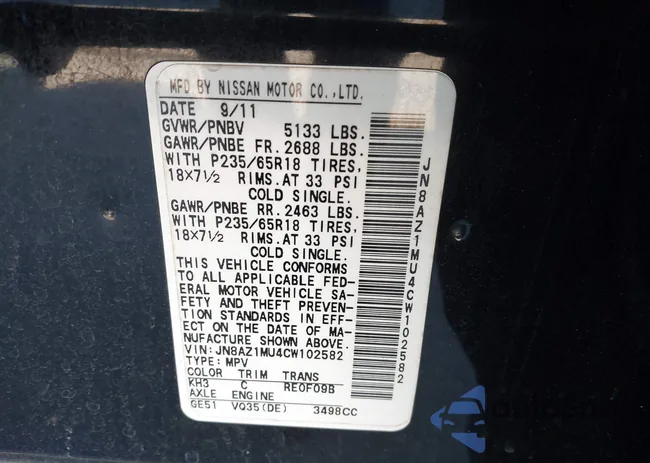 MFD BY NISSAN MOTOR CO.,LTD.
DATE 9/11
GVWR/PNBV 5133 LBS.
GAWR/PNBE FR. 2688 LBS.
WITH P235/65R18 TIRES,
18X7½ RIMS.AT 33 PSI
COLD SINGLE.
GAWR/PNBE RR. 2463 LBS.
WITH P235/65R18 TIRES,
18X7½ RIMS.AT 33 PSI
COLD SINGLE.
THIS VEHICLE CONFORMS
TO ALL APPLICABLE FED-
ERAL MOTOR VEHICLE SA-
FETY AND THEFT PREVEN-
TION STANDARDS IN EFF-
ECT ON THE DATE OF MA-
NUFACTURE SHOWN ABOVE.
VIN:JN8AZ1MU4CW102582
TYPE:MPV
COLOR TRIM TRANS
KH3 C RE0F09B
AXLE ENGINE
GE51 VQ35(DE) 3498CC
JN8AZ1MU4CW102582